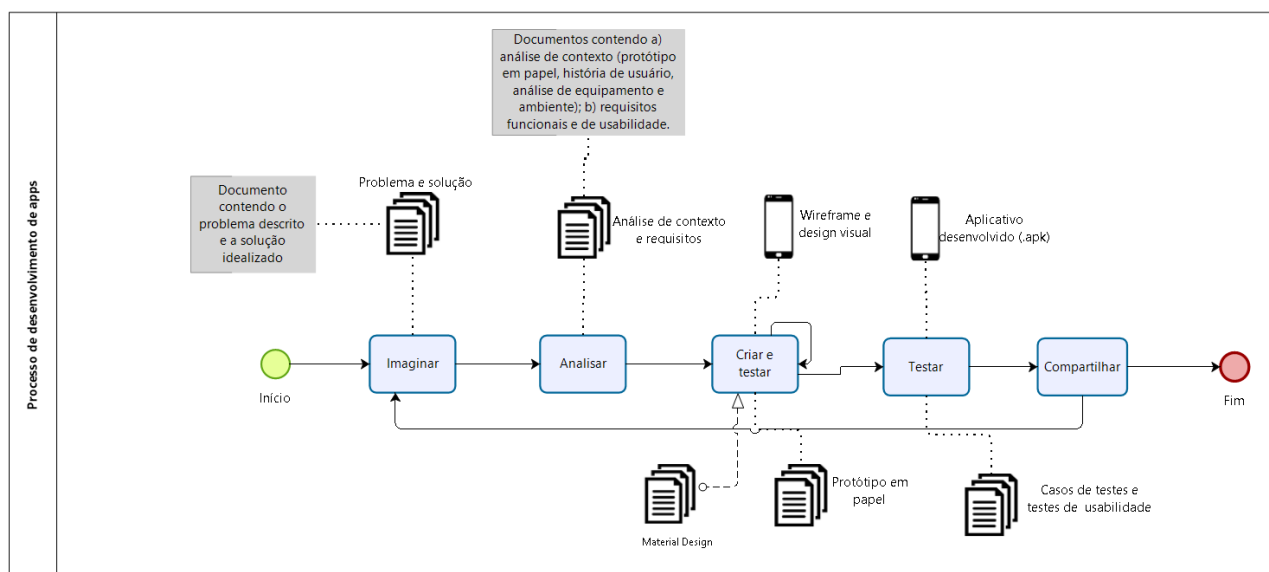 Processo de desenvolvimento de apps
Documentos contendo a)
análise de contexto (protótipo
em papel, história de usuário,
análise de equipamento e
ambiente); b) requisitos
funcionais e de usabilidade.
Documento
contendo o
problema descrito
e a solução
idealizado
Problema e solução
Análise de contexto
e requisitos
Wireframe e
design visual
Aplicativo
desenvolvido (.apk)
Início
Imaginar
Analisar
Criar e
testar
Testar
Compartilhar
Fim
Material Design
Protótipo em
papel
Casos de testes e
testes de usabilidade